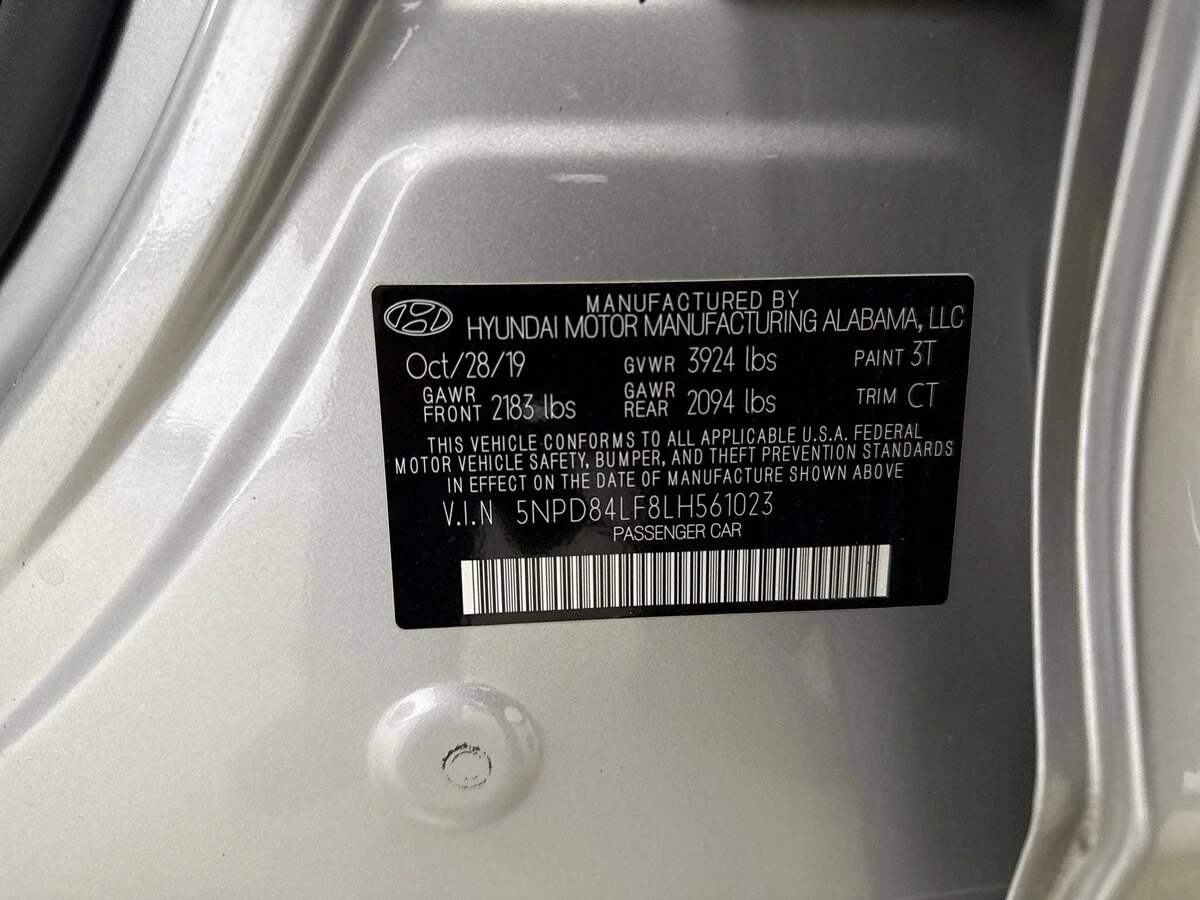 MANUFACTURED BY
HYUNDAI MOTOR MANUFACTURING ALABAMA, LLC
Oct/28/19 GVWR 3924 lbs PAINT 3T
GAWR FRONT 2183 lbs GAWR REAR 2094 lbs TRIM CT
THIS VEHICLE CONFORMS TO ALL APPLICABLE U.S.A. FEDERAL
MOTOR VEHICLE SAFETY, BUMPER, AND THEFT PREVENTION STANDARDS
IN EFFECT ON THE DATE OF MANUFACTURE SHOWN ABOVE
V.I.N 5NPD84LF8LH561023
PASSENGER CAR